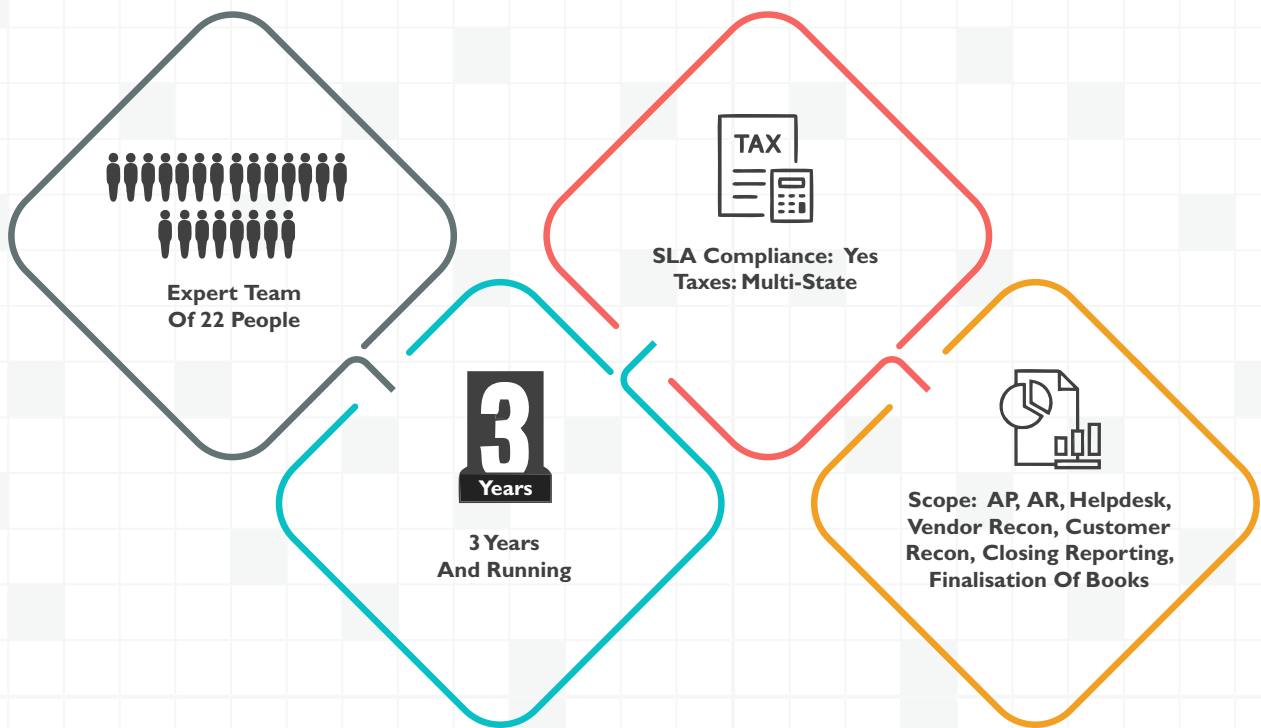 Expert Team
Of 22 People
3
Years
3 Years
And Running
TAX
SLA Compliance: Yes
Taxes: Multi-State
Scope: AP, AR, Helpdesk,
Vendor Recon, Customer
Recon, Closing Reporting,
Finalisation Of Books